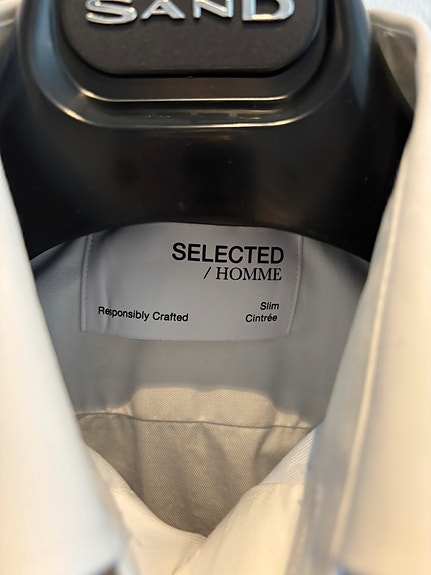 SAND
SELECTED
/ HOMME
Responsibly Crafted
Slim
Cintrée